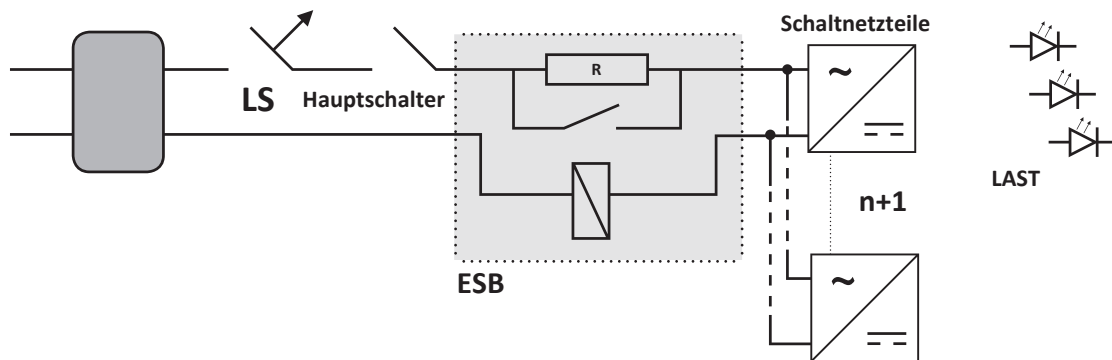 Schaltnetzteile
R
~
LS
Hauptschalter
LAST
n+1
ESB
~